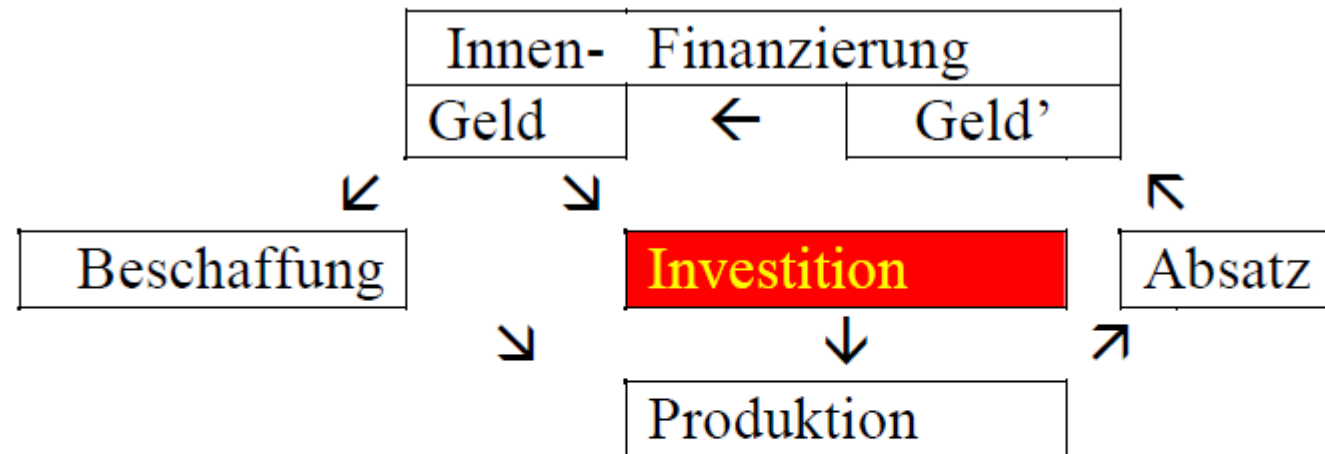 Innen- Finanzierung
Geld ← Geld’
↙ ↘ ↖
Beschaffung Investition Absatz
↘ ↓ ↗
Produktion